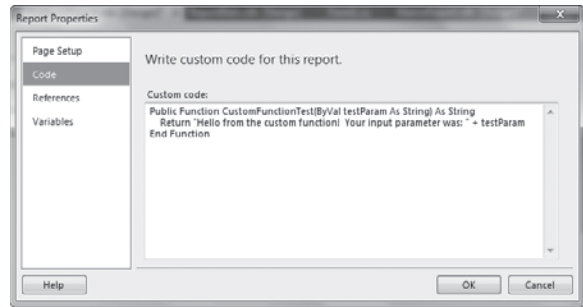 Report Properties
Page Setup
Code
References
Variables
Write custom code for this report.
Custom code:
Public Function CustomFunctionTest(ByVal testParam As String) As String
Return "Hello from the custom function!  Your input parameter was: " + testParam
End Function
Help
OK
Cancel